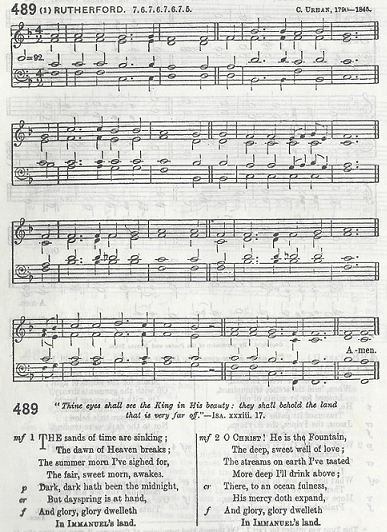 489 (1) RUTHERFORD. 7.6.7.6.7.6.7.5. C. URHAN, 1790–1845.
𝅗𝅥=92
A-men.
489 "Thine eyes shall see the King in His beauty: they shall behold the land
that is very far off."—ISA. xxxiii. 17.
mf 1 THE sands of time are sinking;
The dawn of Heaven breaks;
The summer morn I've sighed for,
The fair, sweet morn, awakes.
p Dark, dark hath been the midnight,
cr But dayspring is at hand,
f And glory, glory dwelleth
In IMMANUEL'S land.
mf 2 O CHRIST! He is the Fountain,
The deep, sweet well of love;
The streams on earth I've tasted
More deep I'll drink above:
cr There, to an ocean fulness,
His mercy doth expand,
f And glory, glory dwelleth
In IMMANUEL'S land.